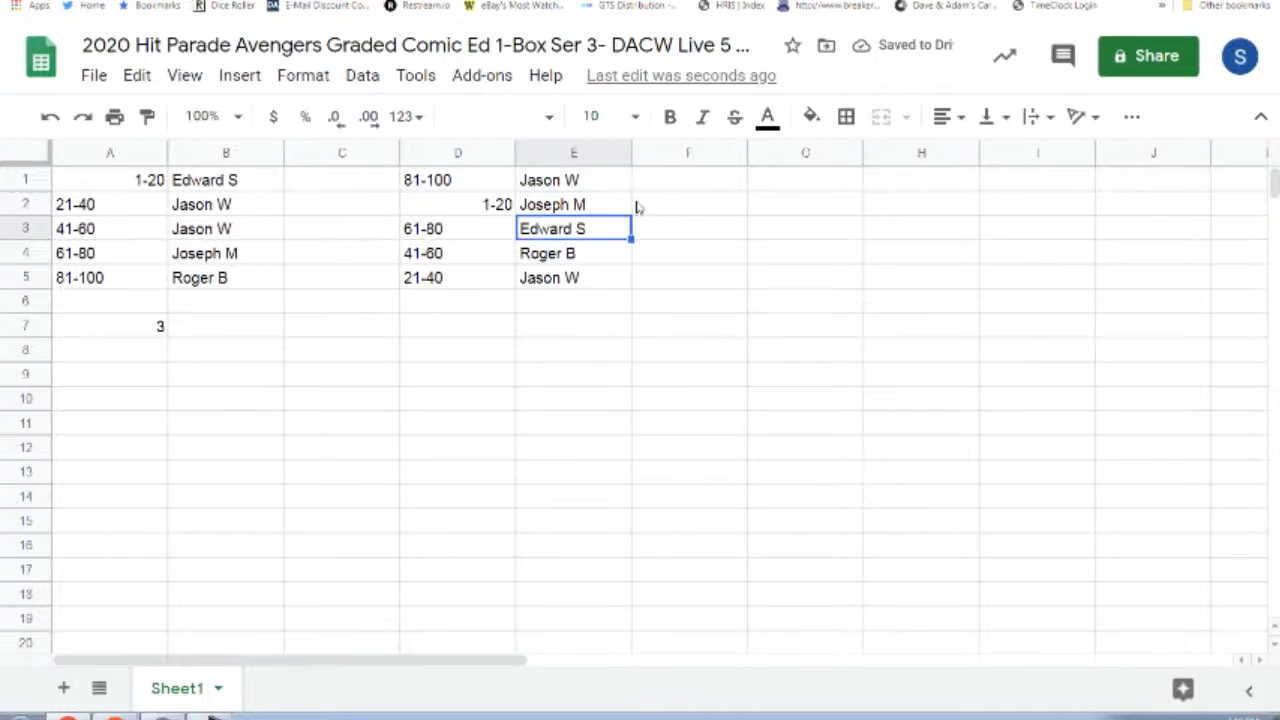 Apps Home Bookmarks Dice Roller E-Mail Discount Co... Restream.io eBay's Most Watch... GTS Distribution -... HRIS | Index http://www.breaker... Dave & Adam's Car... TimeClock Login » Other bookmarks
2020 Hit Parade Avengers Graded Comic Ed 1-Box Ser 3- DACW Live 5 ... Saved to Dri
Share S
File Edit View Insert Format Data Tools Add-ons Help Last edit was seconds ago
100% $ % .0 .00 123 10 B I S A ...
A B C D E F G H I J
1 1-20 Edward S 81-100 Jason W
2 21-40 Jason W 1-20 Joseph M
3 41-60 Jason W 61-80 Edward S
4 61-80 Joseph M 41-60 Roger B
5 81-100 Roger B 21-40 Jason W
6
7 3
8
9
10
11
12
13
14
15
16
17
18
19
20
+ Sheet1